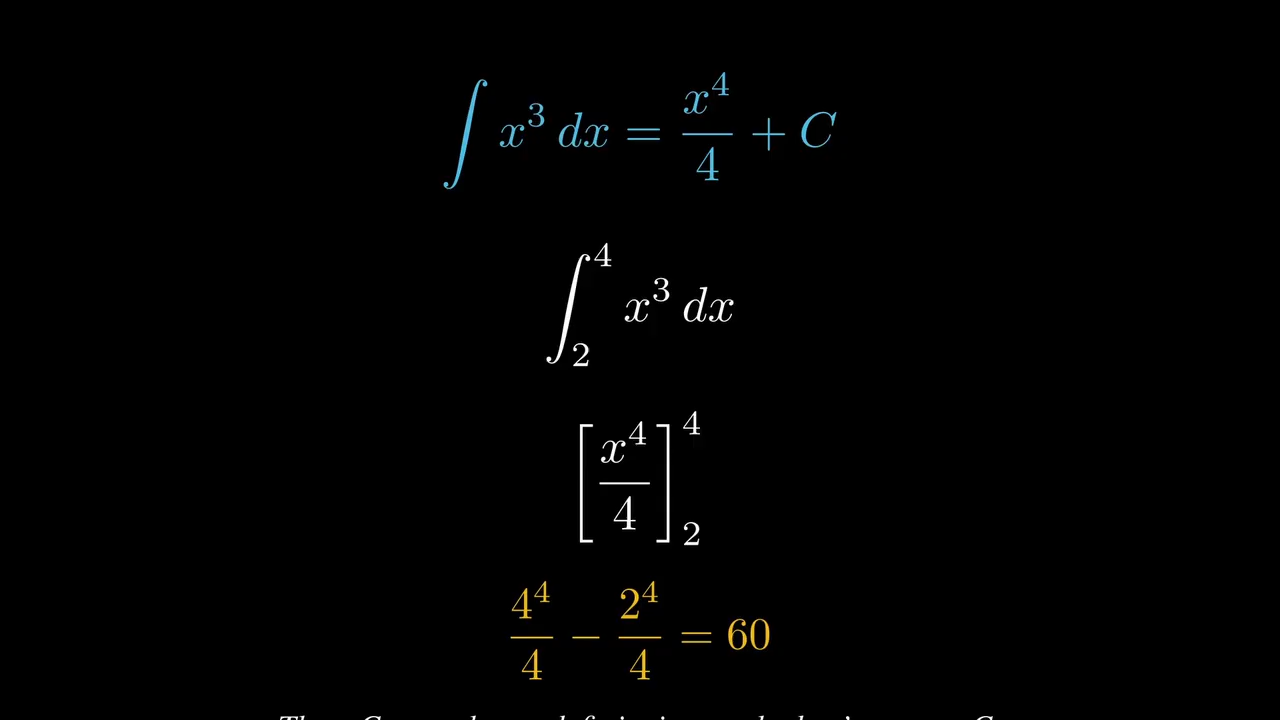 ∫ x³ dx = x⁴/4 + C
∫₂⁴ x³ dx
[x⁴/4]₂⁴
4⁴/4 − 2⁴/4 = 60